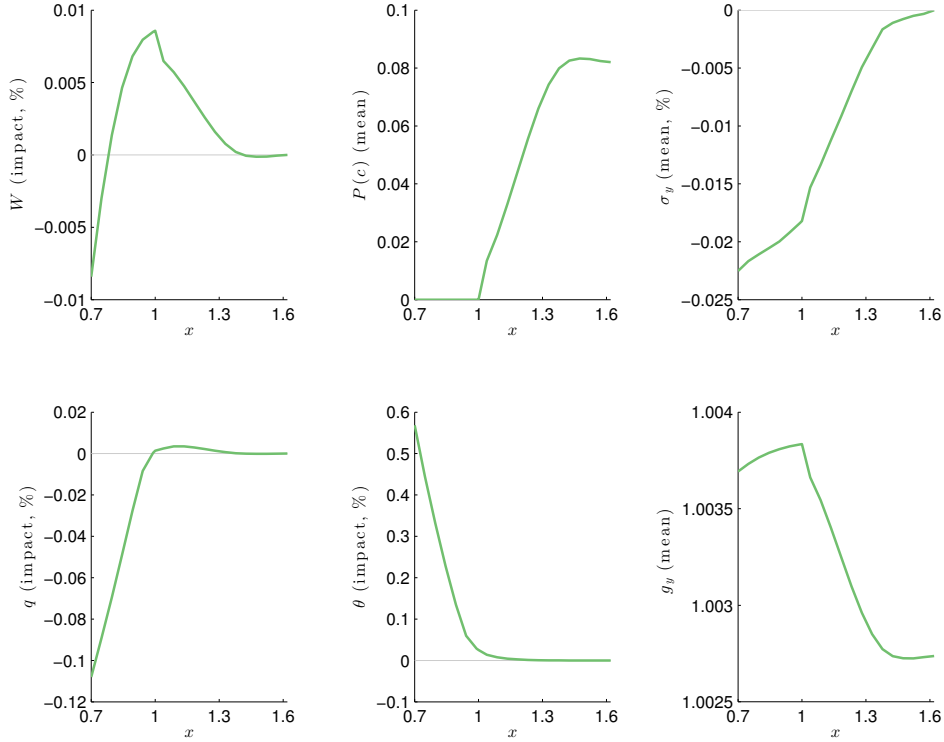 0.01
0.005
0
−0.005
−0.01
W (impact, %)
0.7 1 1.3 1.6
x
0.1
0.08
0.06
0.04
0.02
0
P(c) (mean)
0.7 1 1.3 1.6
x
0
−0.005
−0.01
−0.015
−0.02
−0.025
σ_y (mean, %)
0.7 1 1.3 1.6
x
0.02
0
−0.02
−0.04
−0.06
−0.08
−0.1
−0.12
q (impact, %)
0.7 1 1.3 1.6
x
0.6
0.5
0.4
0.3
0.2
0.1
0
−0.1
θ (impact, %)
0.7 1 1.3 1.6
x
1.004
1.0035
1.003
1.0025
g_y (mean)
0.7 1 1.3 1.6
x